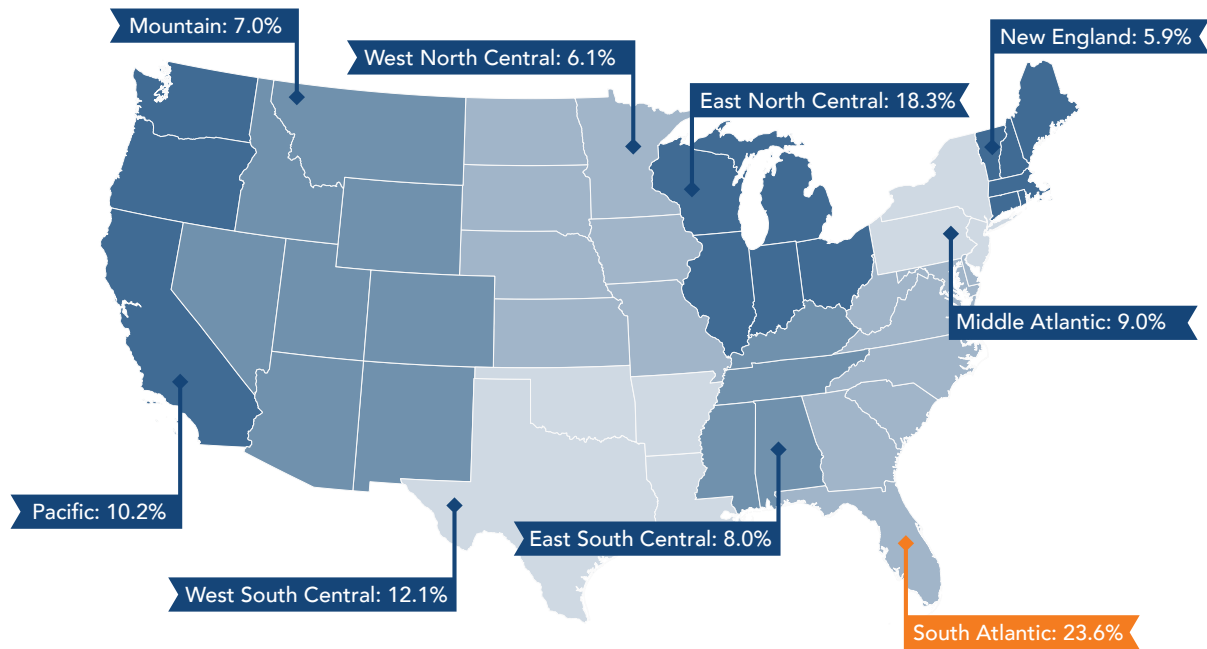 Mountain: 7.0%
New England: 5.9%
West North Central: 6.1%
East North Central: 18.3%
Middle Atlantic: 9.0%
Pacific: 10.2%
East South Central: 8.0%
West South Central: 12.1%
South Atlantic: 23.6%